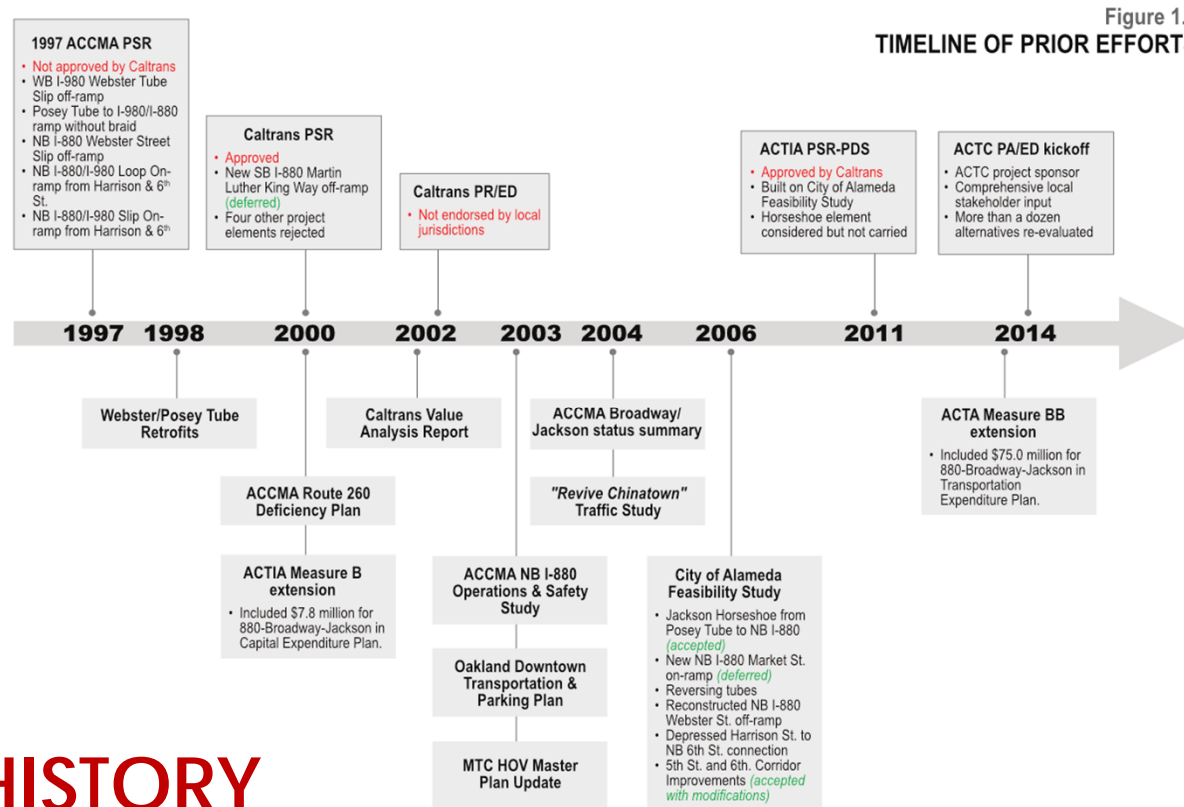 Figure 1.
TIMELINE OF PRIOR EFFORT
1997 ACCMA PSR
• Not approved by Caltrans
• WB I-980 Webster Tube
Slip off-ramp
• Posey Tube to I-980/I-880
ramp without braid
• NB I-880 Webster Street
Slip off-ramp
• NB I-880/I-980 Loop On-
ramp from Harrison & 6th
St.
• NB I-880/I-980 Slip On-
ramp from Harrison & 6th
Caltrans PSR
• Approved
• New SB I-880 Martin
Luther King Way off-ramp
(deferred)
• Four other project
elements rejected
Caltrans PR/ED
• Not endorsed by local
jurisdictions
ACTIA PSR-PDS
• Approved by Caltrans
• Built on City of Alameda
Feasibility Study
• Horseshoe element
considered but not carried
ACTC PA/ED kickoff
• ACTC project sponsor
• Comprehensive local
stakeholder input
• More than a dozen
alternatives re-evaluated
1997 1998 2000 2002 2003 2004 2006 2011 2014
Webster/Posey Tube
Retrofits
ACCMA Route 260
Deficiency Plan
ACTIA Measure B
extension
• Included $7.8 million for
880-Broadway-Jackson in
Capital Expenditure Plan.
Caltrans Value
Analysis Report
ACCMA NB I-880
Operations & Safety
Study
Oakland Downtown
Transportation &
Parking Plan
MTC HOV Master
Plan Update
ACCMA Broadway/
Jackson status summary
"Revive Chinatown"
Traffic Study
City of Alameda
Feasibility Study
• Jackson Horseshoe from
Posey Tube to NB I-880
(accepted)
• New NB I-880 Market St.
on-ramp (deferred)
• Reversing tubes
• Reconstructed NB I-880
Webster St. off-ramp
• Depressed Harrison St. to
NB 6th St. connection
• 5th St. and 6th. Corridor
Improvements (accepted
with modifications)
ACTA Measure BB
extension
• Included $75.0 million for
880-Broadway-Jackson in
Transportation
Expenditure Plan.
HISTORY